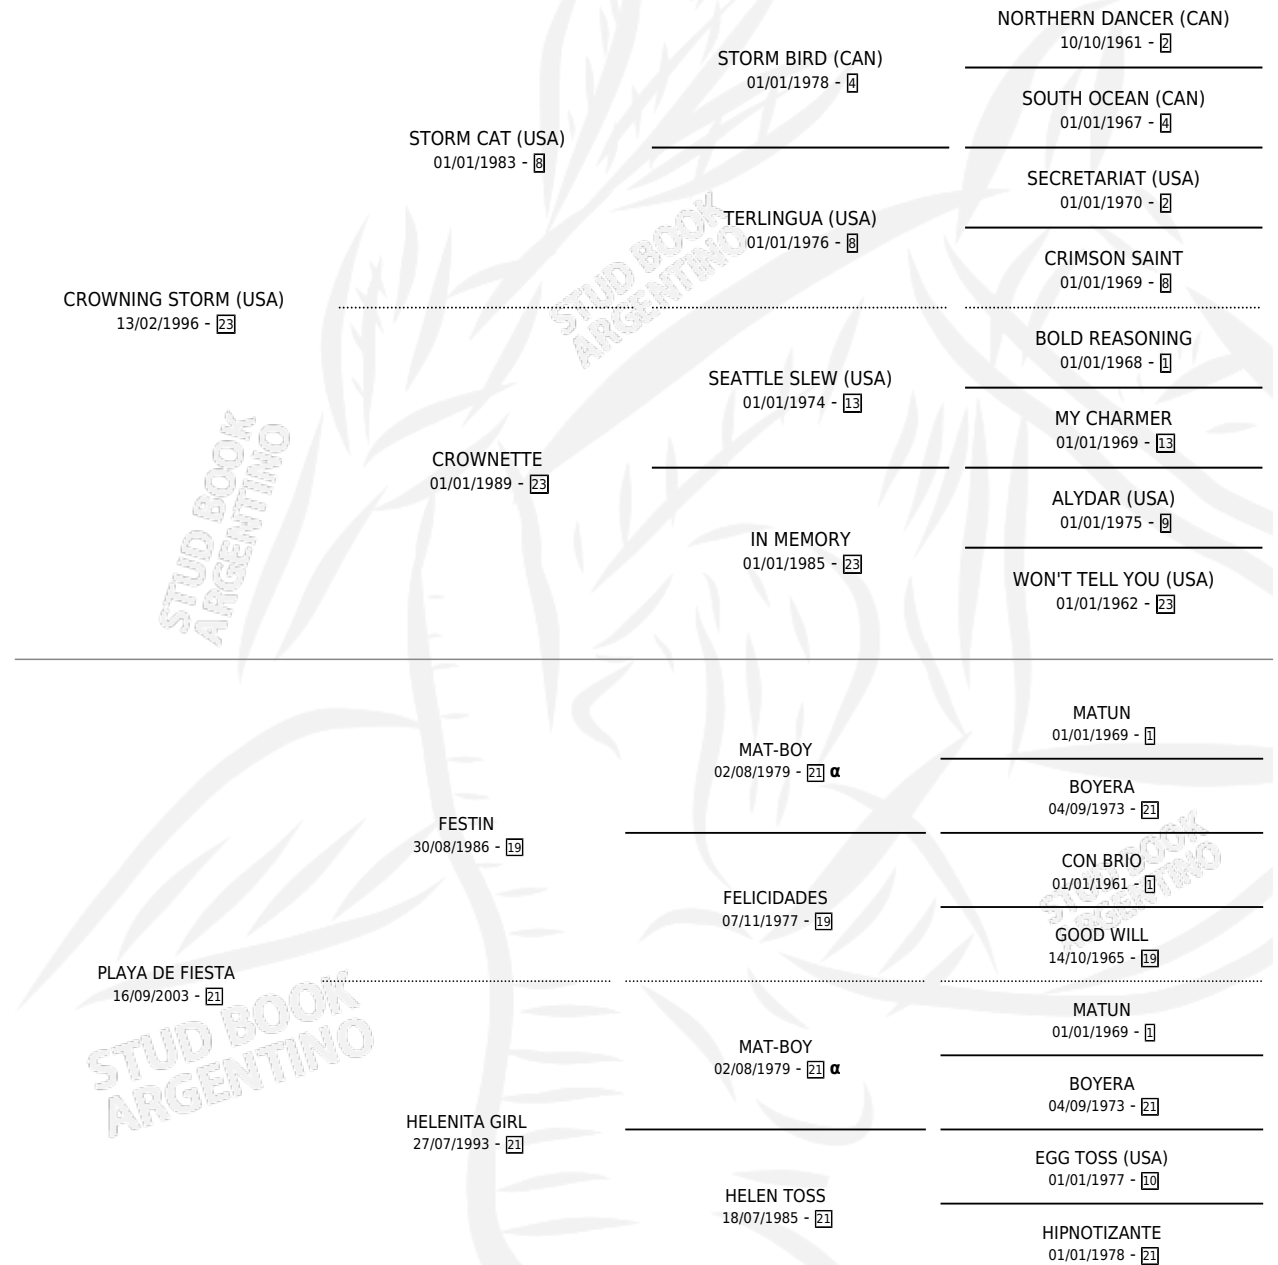 NORTHERN DANCER (CAN)
10/10/1961 - 2
STORM BIRD (CAN)
01/01/1978 - 4
SOUTH OCEAN (CAN)
01/01/1967 - 4
STORM CAT (USA)
01/01/1983 - 8
SECRETARIAT (USA)
01/01/1970 - 2
TERLINGUA (USA)
01/01/1976 - 8
CRIMSON SAINT
01/01/1969 - 8
CROWNING STORM (USA)
13/02/1996 - 23
BOLD REASONING
01/01/1968 - 1
SEATTLE SLEW (USA)
01/01/1974 - 13
MY CHARMER
01/01/1969 - 13
CROWNETTE
01/01/1989 - 23
ALYDAR (USA)
01/01/1975 - 9
IN MEMORY
01/01/1985 - 23
WON'T TELL YOU (USA)
01/01/1962 - 23
MATUN
01/01/1969 - 1
MAT-BOY
02/08/1979 - 21 α
BOYERA
04/09/1973 - 21
FESTIN
30/08/1986 - 19
CON BRIO
01/01/1961 - 1
FELICIDADES
07/11/1977 - 19
GOOD WILL
14/10/1965 - 19
PLAYA DE FIESTA
16/09/2003 - 21
MATUN
01/01/1969 - 1
MAT-BOY
02/08/1979 - 21 α
BOYERA
04/09/1973 - 21
HELENITA GIRL
27/07/1993 - 21
EGG TOSS (USA)
01/01/1977 - 10
HELEN TOSS
18/07/1985 - 21
HIPNOTIZANTE
01/01/1978 - 21
STUD BOOK
ARGENTINO
STUD BOOK
ARGENTINO
STUD BOOK
ARGENTINO
STUD BOOK
ARGENTINO